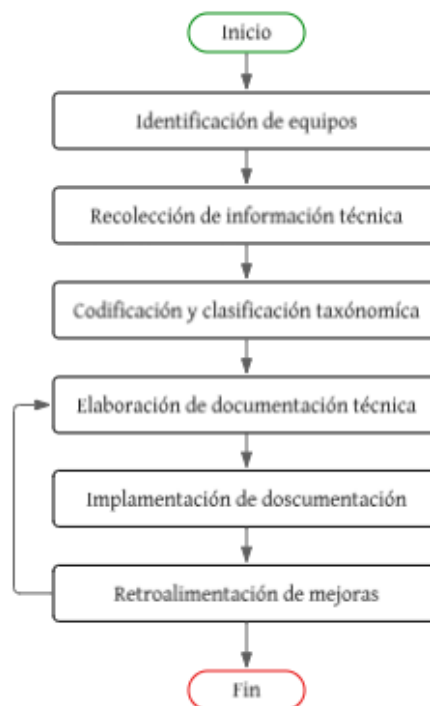 Inicio
Identificación de equipos
Recolección de información técnica
Codificación y clasificación taxónomíca
Elaboración de documentación técnica
Implamentación de doscumentación
Retroalimentación de mejoras
Fin